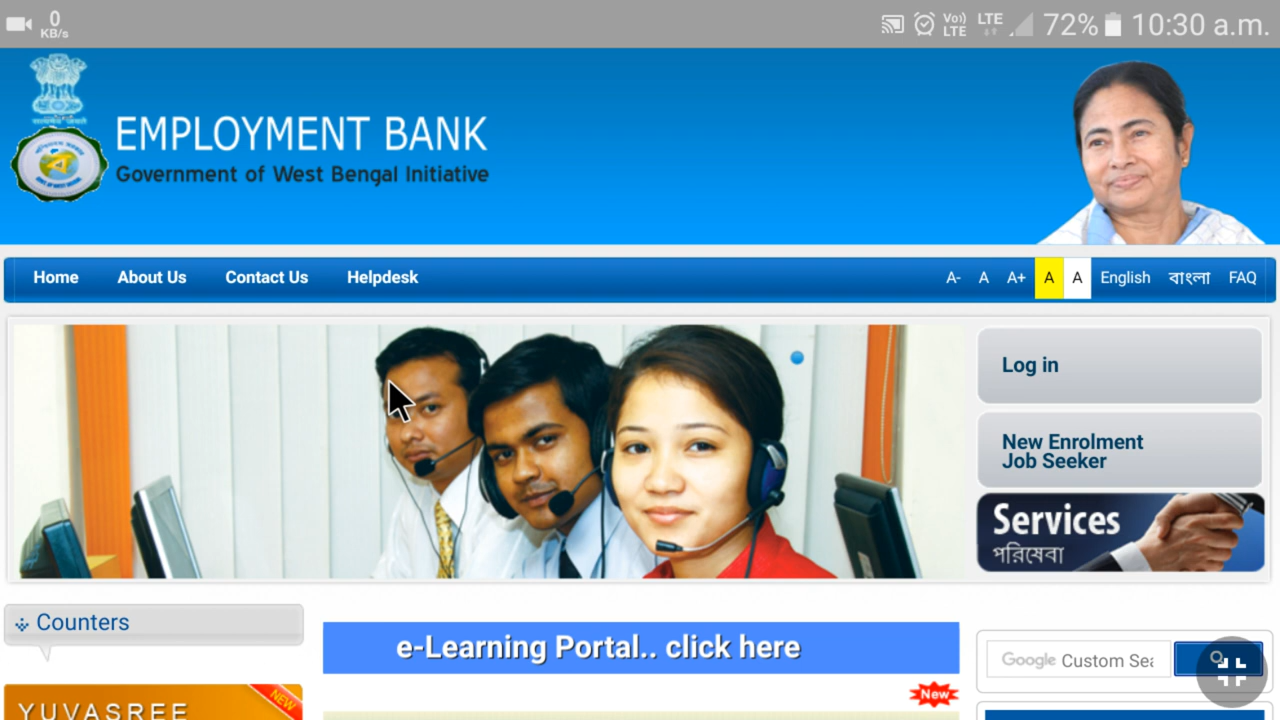 0
KB/s
Vo))
LTE
LTE
72%
10:30 a.m.
EMPLOYMENT BANK
Government of West Bengal Initiative
Home
About Us
Contact Us
Helpdesk
A-
A
A+
A
A
English
বাংলা
FAQ
Log in
New Enrolment
Job Seeker
Services
পরিষেবা
Counters
e-Learning Portal.. click here
Google Custom Sea
New
NEW
YUVASREE